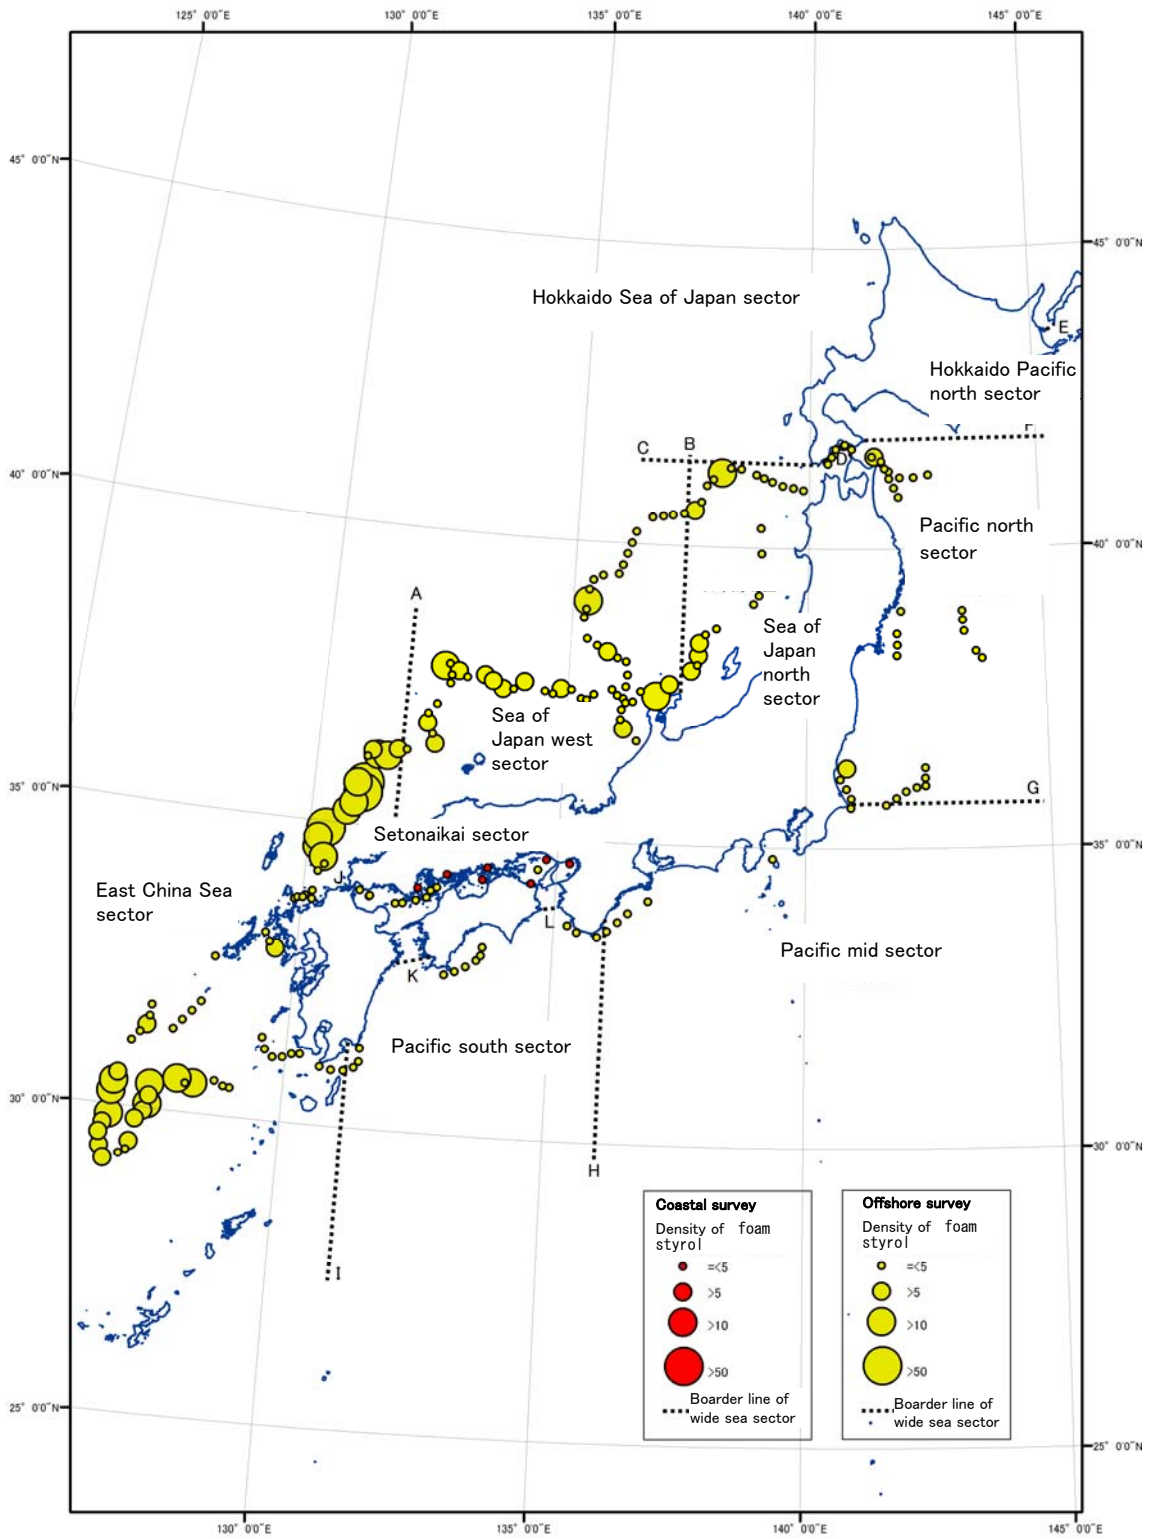 125° 0'0"E
130° 0'0"E
135° 0'0"E
140° 0'0"E
145° 0'0"E
45° 0'0"N
45° 0'0"N
Hokkaido Sea of Japan sector
E
Hokkaido Pacific
north sector
C
B
D
40° 0'0"N
Pacific north
sector
40° 0'0"N
A
Sea of
Japan
north
sector
Sea of
Japan west
sector
35° 0'0"N
G
Setonaikai sector
35° 0'0"N
J
East China Sea
sector
L
Pacific mid sector
K
Pacific south sector
30° 0'0"N
30° 0'0"N
H
I
Coastal survey
Density of foam
styrol
=<5
>5
>10
>50
Boarder line of
wide sea sector
Offshore survey
Density of foam
styrol
=<5
>5
>10
>50
Boarder line of
wide sea sector
25° 0'0"N
25° 0'0"N
130° 0'0"E
135° 0'0"E
140° 0'0"E
145° 0'0"E